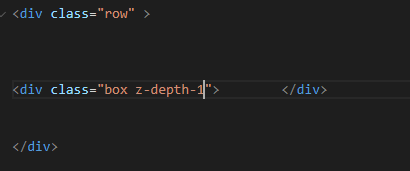 <div class="row" >
<div class="box z-depth-1">        </div>
</div>